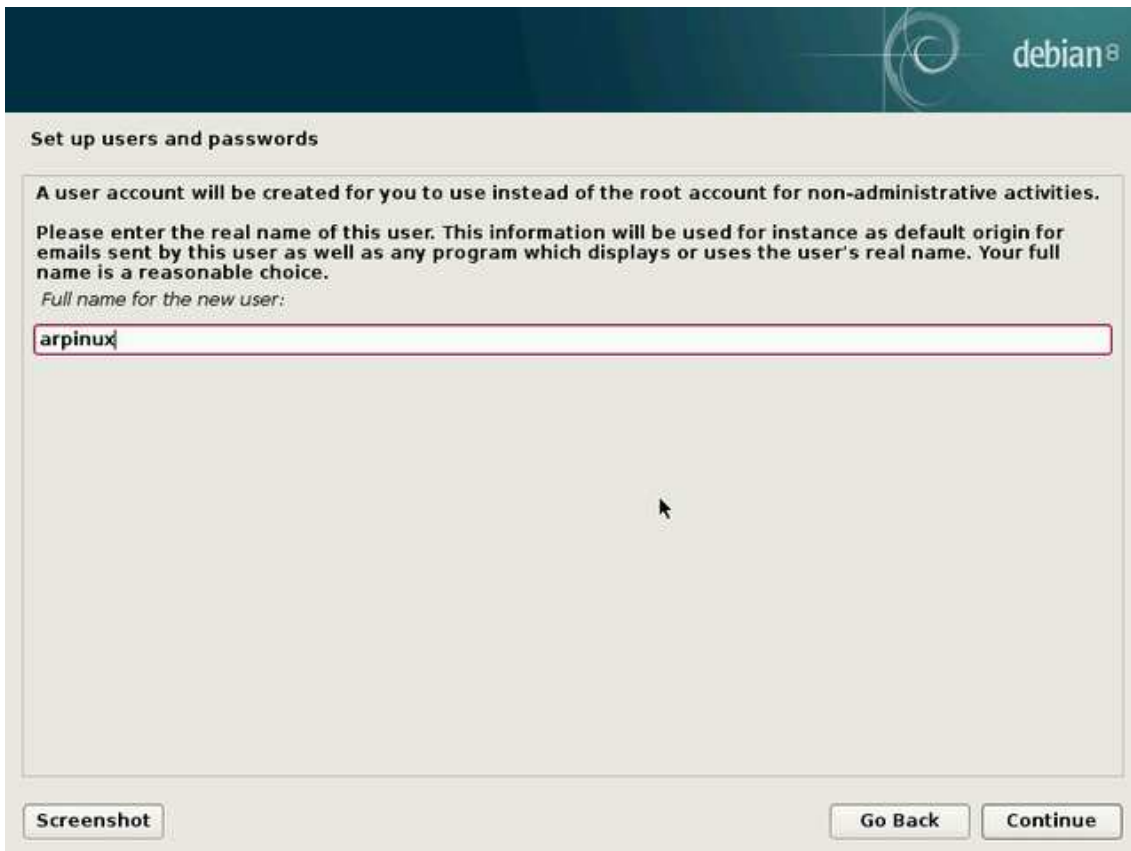 debian 8
Set up users and passwords
A user account will be created for you to use instead of the root account for non-administrative activities.
Please enter the real name of this user. This information will be used for instance as default origin for
emails sent by this user as well as any program which displays or uses the user's real name. Your full
name is a reasonable choice.
Full name for the new user:
arpinux
Screenshot
Go Back
Continue